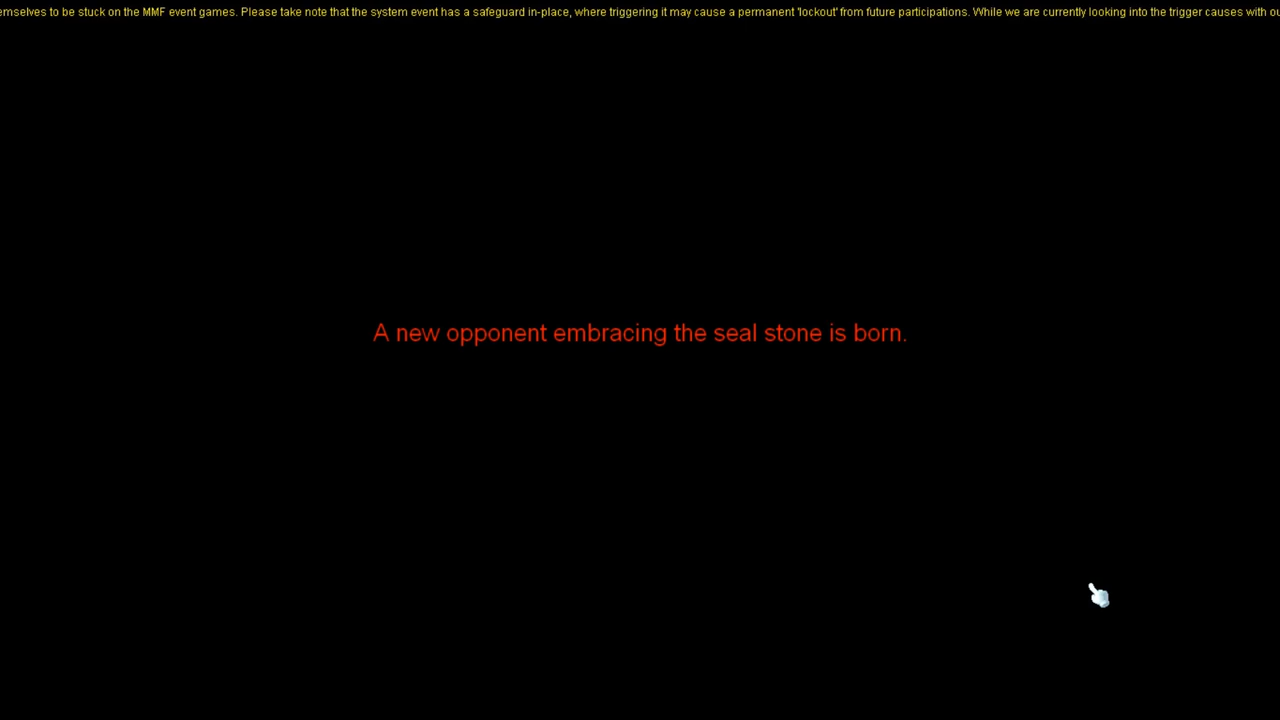 to be stuck on the MMF event games. Please take note that the system event has a safeguard in-place, where triggering it may cause a permanent 'lockout' from future participations. While we are currently looking into the trigger causes with
A new opponent embracing the seal stone is born.